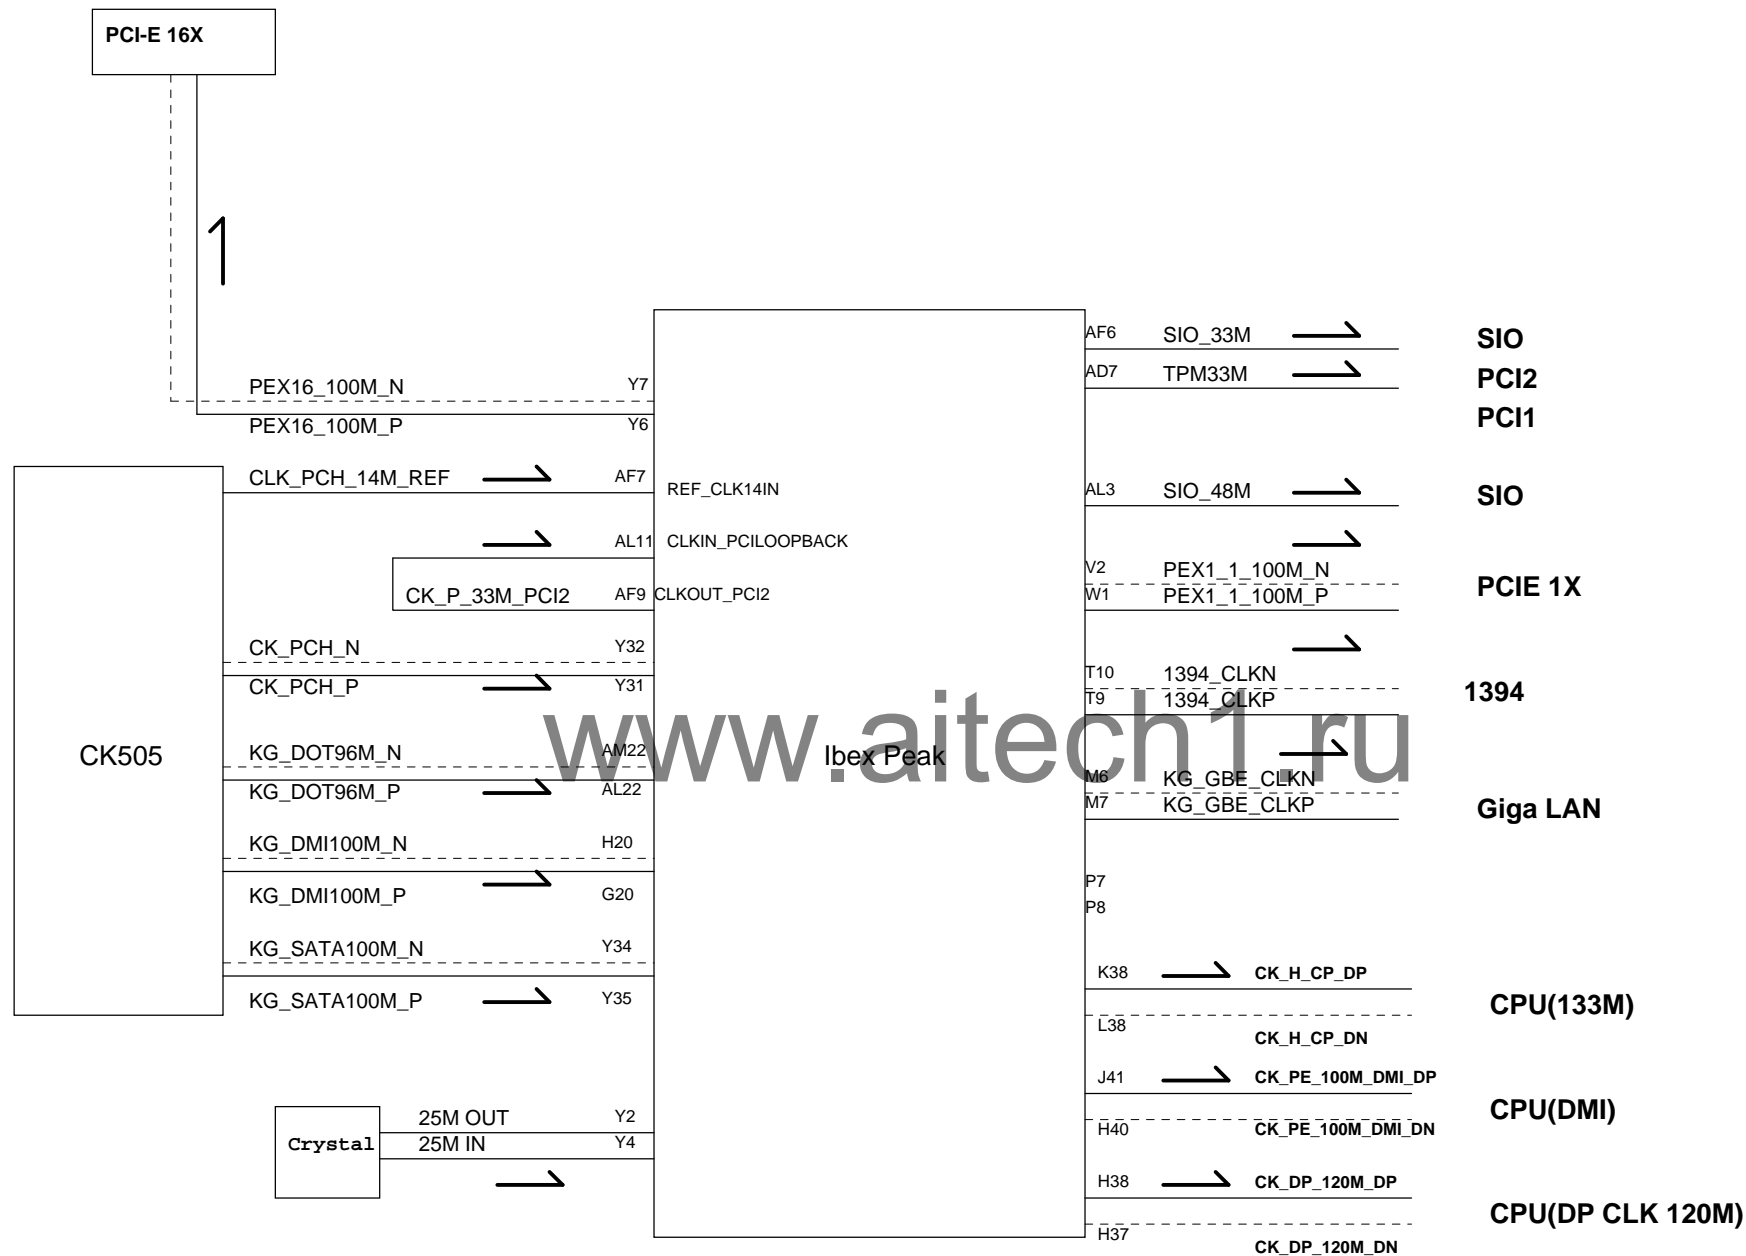 PCI-E 16X
AF6 SIO_33M SIO
AD7 TPM33M PCI2
PEX16_100M_N Y7
PEX16_100M_P Y6
PCI1
CLK_PCH_14M_REF AF7 REF_CLK14IN
AL3 SIO_48M SIO
AL11 CLKIN_PCILOOPBACK
CK_P_33M_PCI2 AF9 CLKOUT_PCI2
V2 PEX1_1_100M_N
W1 PEX1_1_100M_P
PCIE 1X
CK_PCH_N Y32
CK_PCH_P Y31
T10 1394_CLKN
T9 1394_CLKP
1394
www.aitech1.ru
CK505
Ibex Peak
KG_DOT96M_N AM22
KG_DOT96M_P AL22
M6 KG_GBE_CLKN
M7 KG_GBE_CLKP
Giga LAN
KG_DMI100M_N H20
KG_DMI100M_P G20
P7
P8
KG_SATA100M_N Y34
KG_SATA100M_P Y35
K38 CK_H_CP_DP
CPU(133M)
L38 CK_H_CP_DN
J41 CK_PE_100M_DMI_DP
CPU(DMI)
H40 CK_PE_100M_DMI_DN
Crystal
25M OUT Y2
25M IN Y4
H38 CK_DP_120M_DP
CPU(DP CLK 120M)
H37 CK_DP_120M_DN